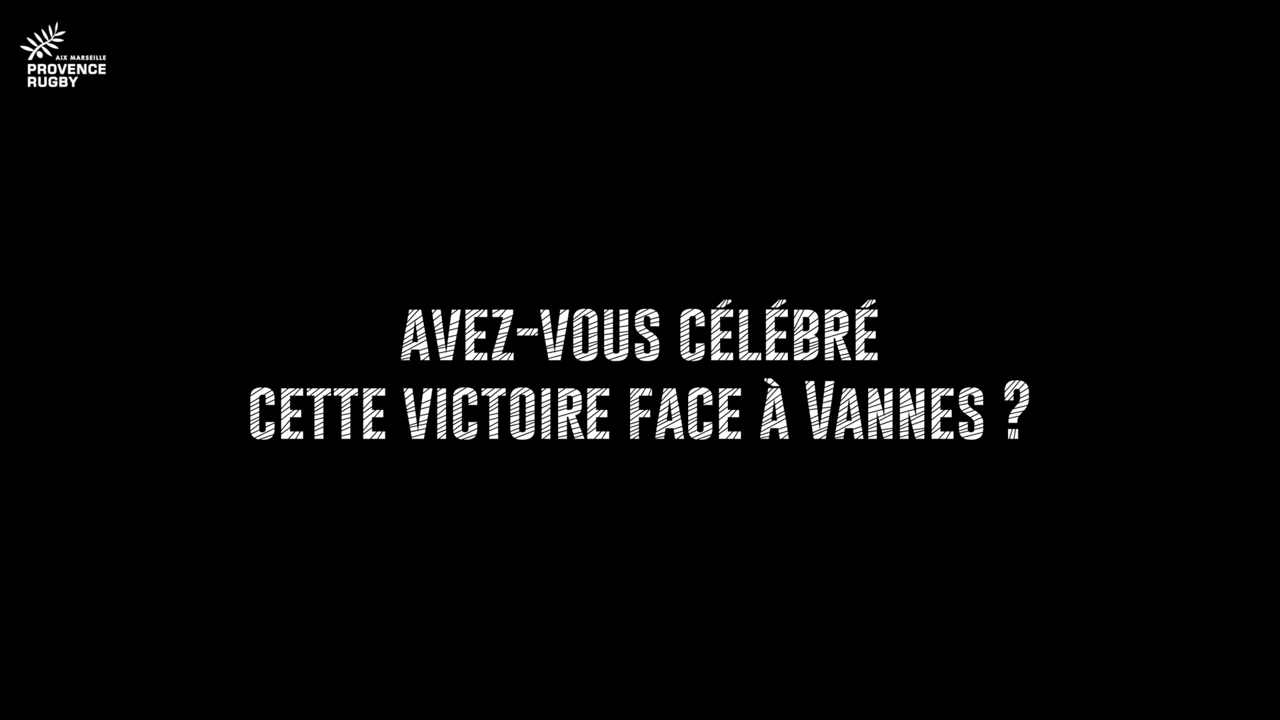 AIX MARSEILLE
PROVENCE
RUGBY
AVEZ-VOUS CÉLÉBRÉ
CETTE VICTOIRE FACE À VANNES ?